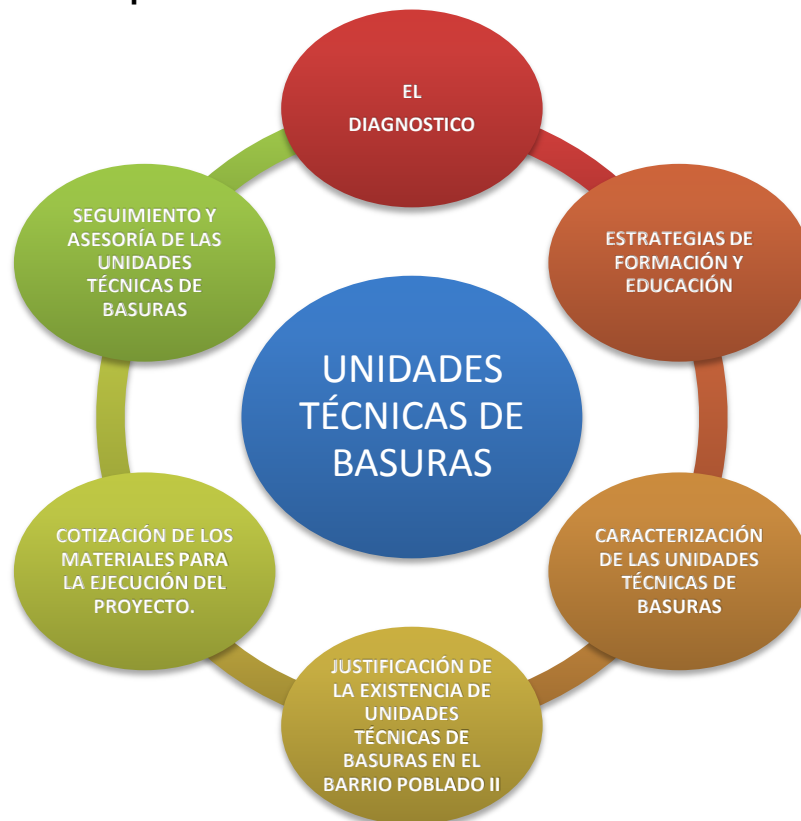 EL
DIAGNOSTICO
ESTRATEGIAS DE
FORMACIÓN Y
EDUCACIÓN
CARACTERIZACIÓN
DE LAS UNIDADES
TÉCNICAS DE
BASURAS
JUSTIFICACIÓN DE
LA EXISTENCIA DE
UNIDADES
TÉCNICAS DE
BASURAS EN EL
BARRIO POBLADO II
COTIZACIÓN DE LOS
MATERIALES PARA
LA EJECUCIÓN DEL
PROYECTO.
SEGUIMIENTO Y
ASESORÍA DE LAS
UNIDADES
TÉCNICAS DE
BASURAS
UNIDADES
TÉCNICAS DE
BASURAS